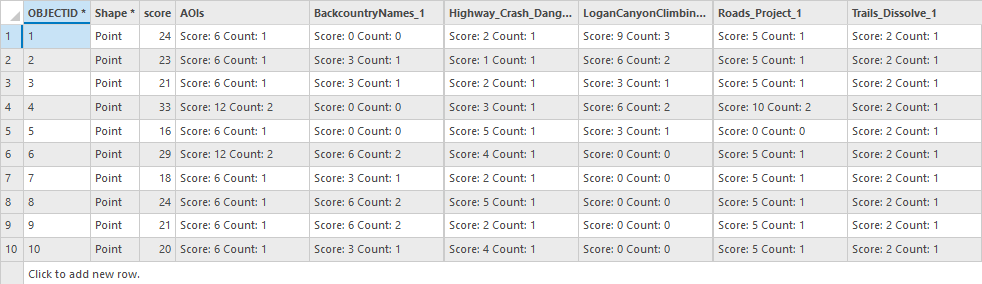 OBJECTID * Shape * score AOIs BackcountryNames_1 Highway_Crash_Dang... LoganCanyonClimbin... Roads_Project_1 Trails_Dissolve_1
1 1 Point 24 Score: 6 Count: 1 Score: 0 Count: 0 Score: 2 Count: 1 Score: 9 Count: 3 Score: 5 Count: 1 Score: 2 Count: 1
2 2 Point 23 Score: 6 Count: 1 Score: 3 Count: 1 Score: 1 Count: 1 Score: 6 Count: 2 Score: 5 Count: 1 Score: 2 Count: 1
3 3 Point 21 Score: 6 Count: 1 Score: 3 Count: 1 Score: 2 Count: 1 Score: 3 Count: 1 Score: 5 Count: 1 Score: 2 Count: 1
4 4 Point 33 Score: 12 Count: 2 Score: 0 Count: 0 Score: 3 Count: 1 Score: 6 Count: 2 Score: 10 Count: 2 Score: 2 Count: 1
5 5 Point 16 Score: 6 Count: 1 Score: 0 Count: 0 Score: 5 Count: 1 Score: 3 Count: 1 Score: 0 Count: 0 Score: 2 Count: 1
6 6 Point 29 Score: 12 Count: 2 Score: 6 Count: 2 Score: 4 Count: 1 Score: 0 Count: 0 Score: 5 Count: 1 Score: 2 Count: 1
7 7 Point 18 Score: 6 Count: 1 Score: 3 Count: 1 Score: 2 Count: 1 Score: 0 Count: 0 Score: 5 Count: 1 Score: 2 Count: 1
8 8 Point 24 Score: 6 Count: 1 Score: 6 Count: 2 Score: 5 Count: 1 Score: 0 Count: 0 Score: 5 Count: 1 Score: 2 Count: 1
9 9 Point 21 Score: 6 Count: 1 Score: 6 Count: 2 Score: 2 Count: 1 Score: 0 Count: 0 Score: 5 Count: 1 Score: 2 Count: 1
10 10 Point 20 Score: 6 Count: 1 Score: 3 Count: 1 Score: 4 Count: 1 Score: 0 Count: 0 Score: 5 Count: 1 Score: 2 Count: 1
Click to add new row.